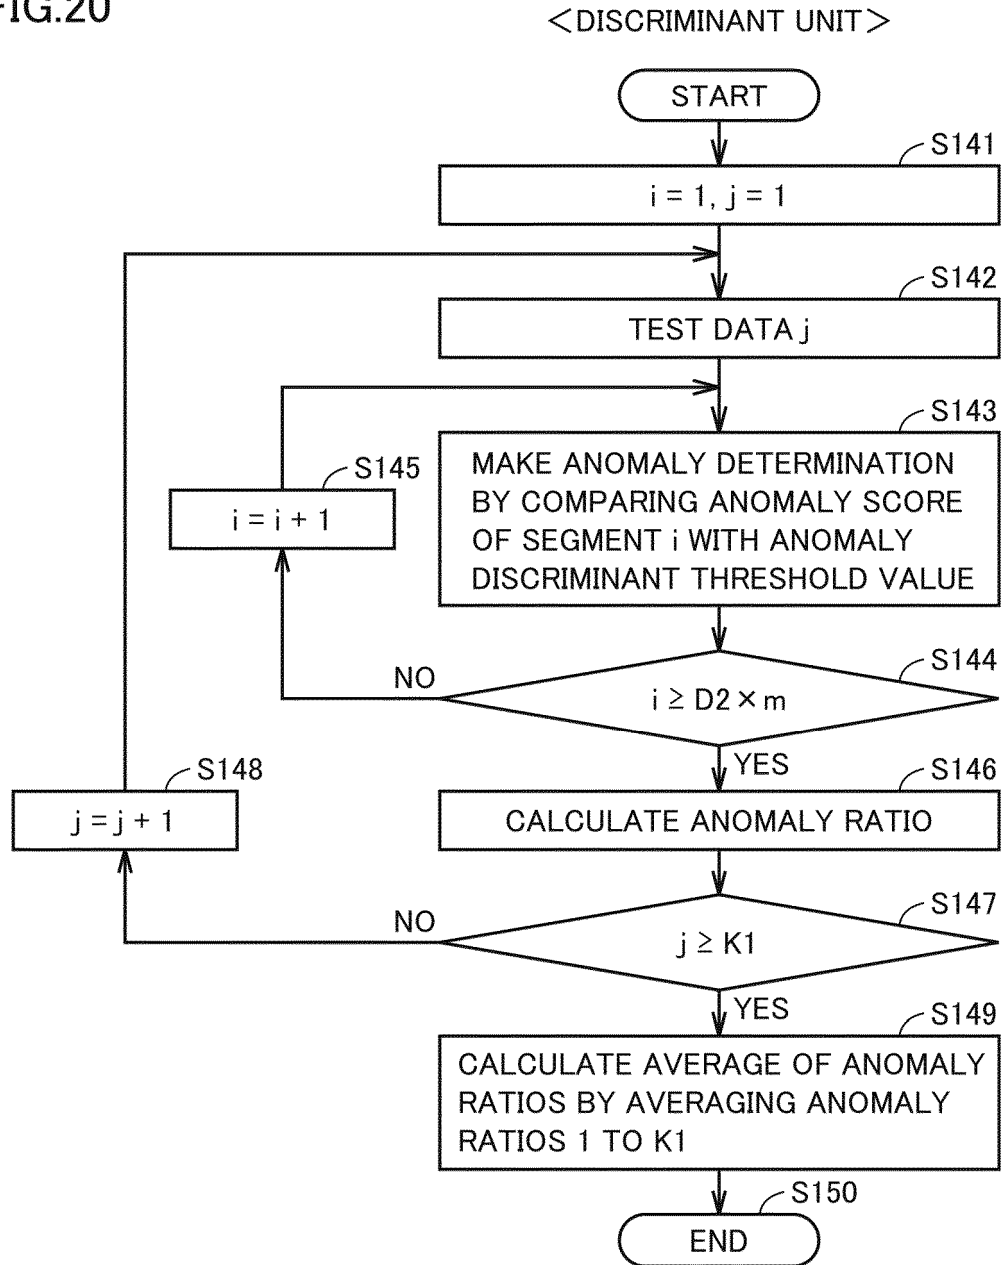 FIG.20
<DISCRIMINANT UNIT>
START
S141
i = 1, j = 1
S142
TEST DATA j
S143
MAKE ANOMALY DETERMINATION
BY COMPARING ANOMALY SCORE
OF SEGMENT i WITH ANOMALY
DISCRIMINANT THRESHOLD VALUE
S145
i = i + 1
S144
NO
i ≥ D2 × m
YES
S146
CALCULATE ANOMALY RATIO
S148
j = j + 1
S147
NO
j ≥ K1
YES
S149
CALCULATE AVERAGE OF ANOMALY
RATIOS BY AVERAGING ANOMALY
RATIOS 1 TO K1
S150
END